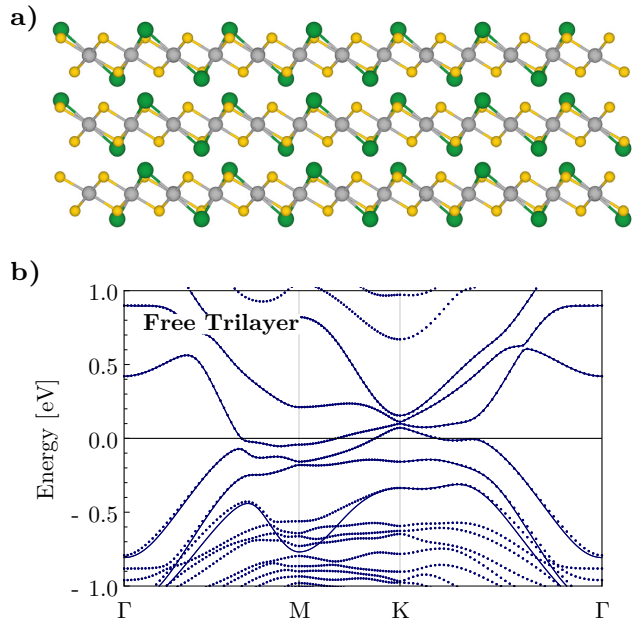 a)
b)
1.0
Free Trilayer
0.5
Energy [eV]
0.0
- 0.5
- 1.0
Γ M K Γ